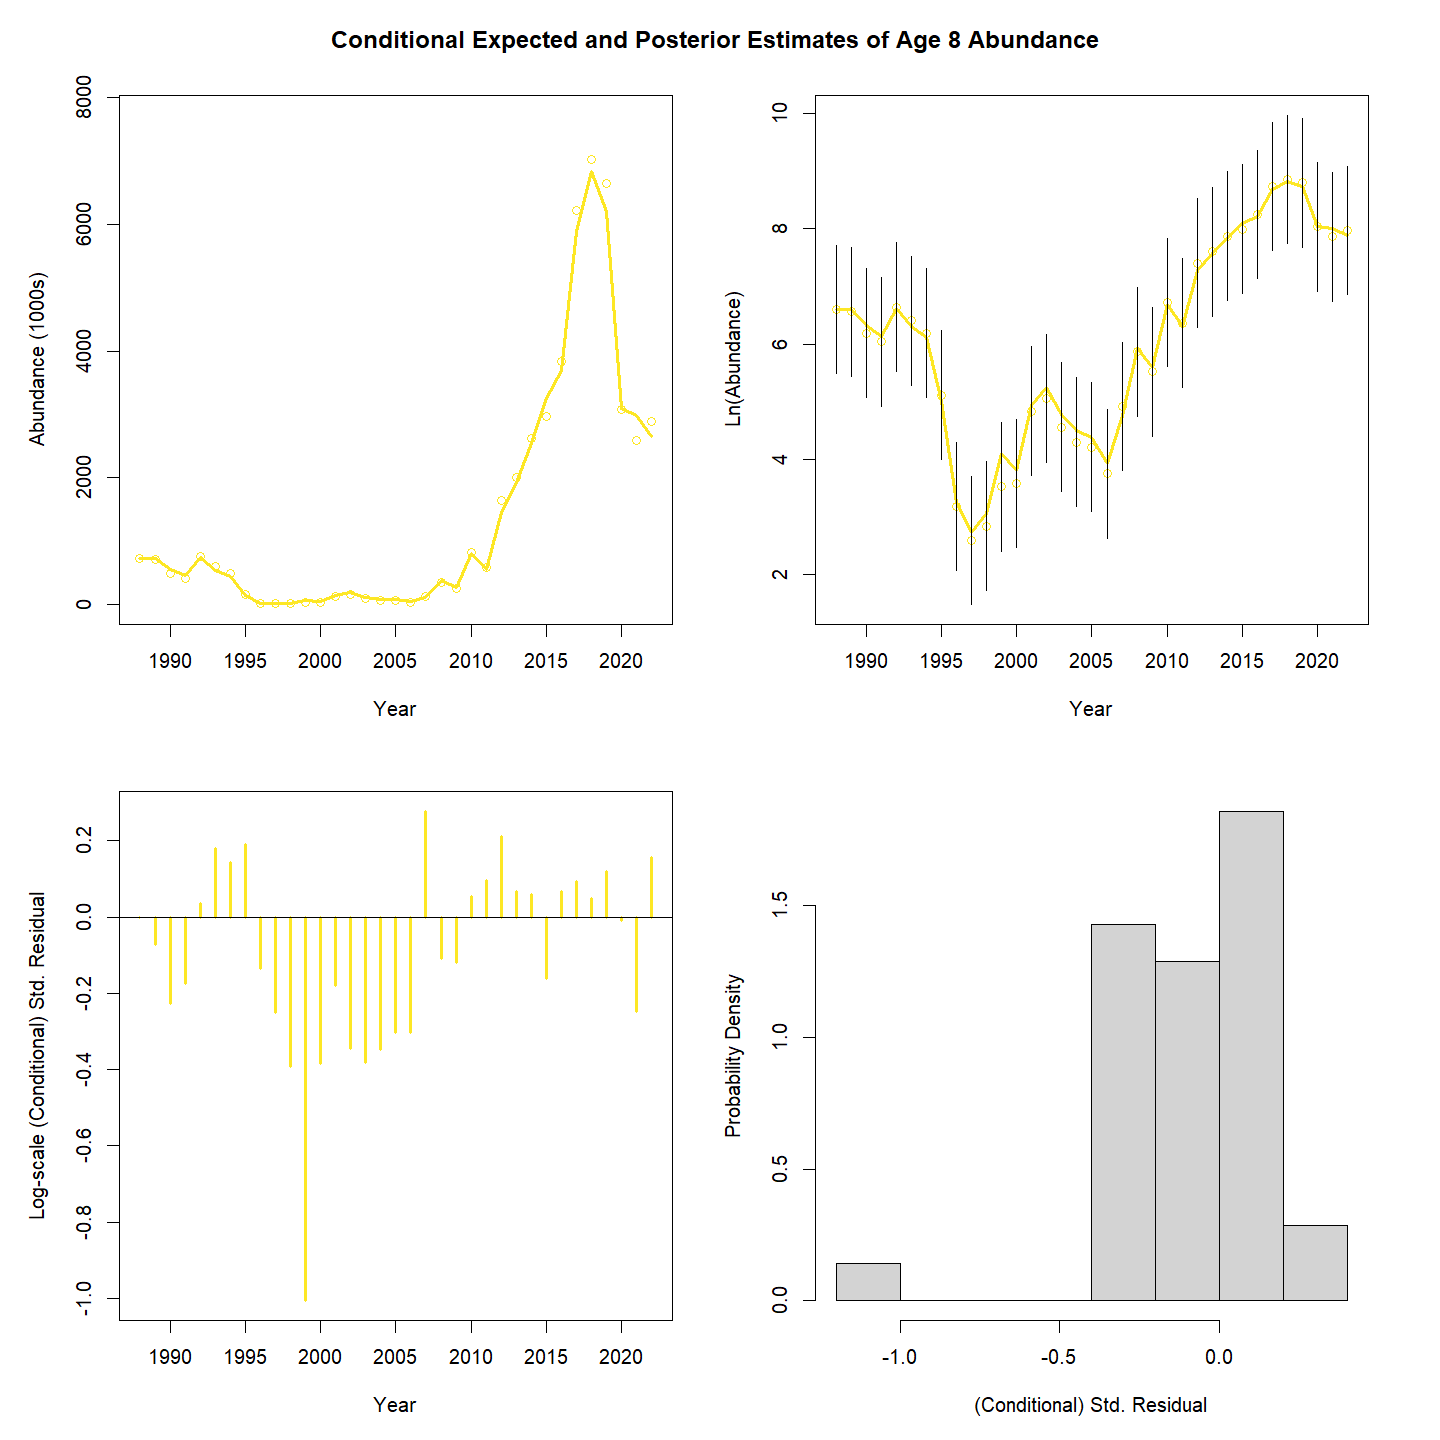 Conditional Expected and Posterior Estimates of Age 8 Abundance
Abundance (1000s)
8000
6000
4000
2000
0
1990 1995 2000 2005 2010 2015 2020
Year
Ln(Abundance)
10
8
6
4
2
1990 1995 2000 2005 2010 2015 2020
Year
Log-scale (Conditional) Std. Residual
0.2
0.0
-0.2
-0.4
-0.6
-0.8
-1.0
1990 1995 2000 2005 2010 2015 2020
Year
Probability Density
1.5
1.0
0.5
0.0
-1.0 -0.5 0.0
(Conditional) Std. Residual